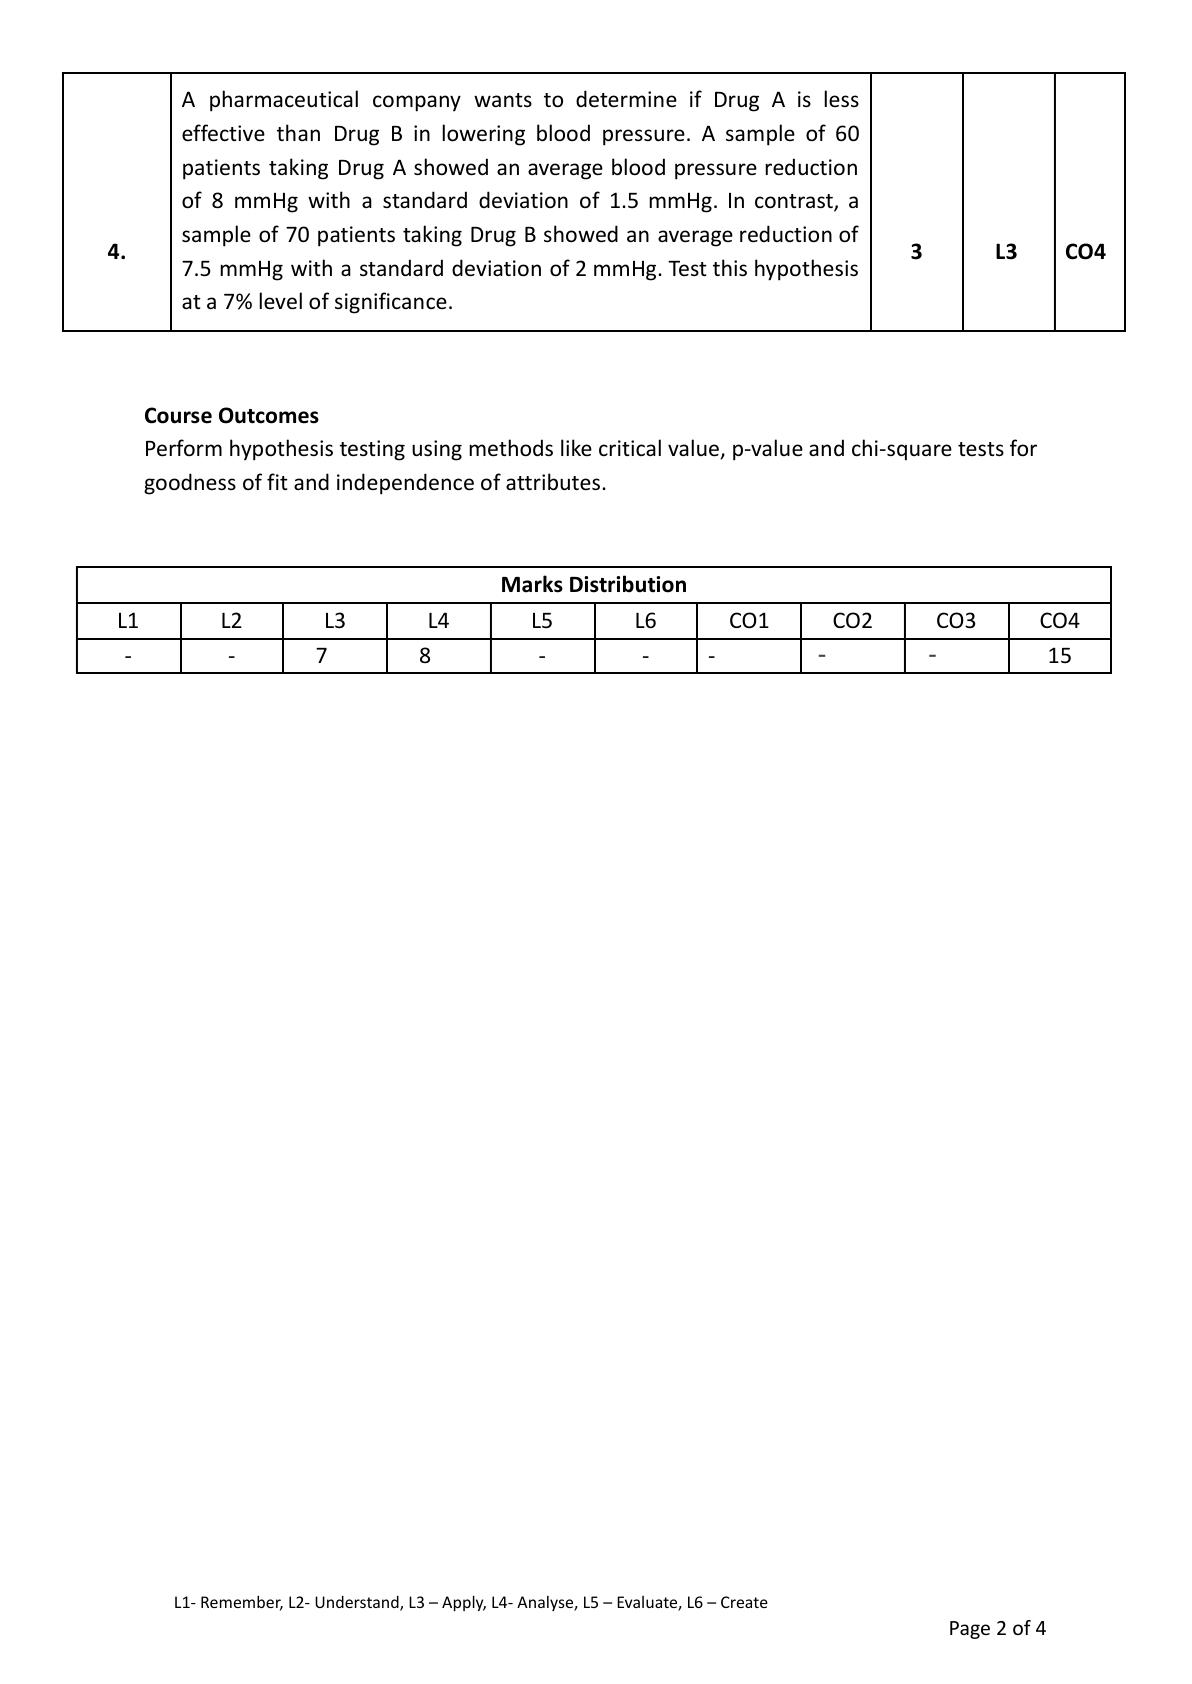 A pharmaceutical company wants to determine if Drug A is less
effective than Drug B in lowering blood pressure. A sample of 60
patients taking Drug A showed an average blood pressure reduction
of 8 mmHg with a standard deviation of 1.5 mmHg. In contrast, a
sample of 70 patients taking Drug B showed an average reduction of
4. 3 L3 CO4
7.5 mmHg with a standard deviation of 2 mmHg. Test this hypothesis
at a 7% level of significance.
Course Outcomes
Perform hypothesis testing using methods like critical value, p-value and chi-square tests for
goodness of fit and independence of attributes.
Marks Distribution
L1 L2 L3 L4 L5 L6 CO1 CO2 CO3 CO4
- - 7 8 - - - - - 15
L1- Remember, L2- Understand, L3 – Apply, L4- Analyse, L5 – Evaluate, L6 – Create
Page 2 of 4